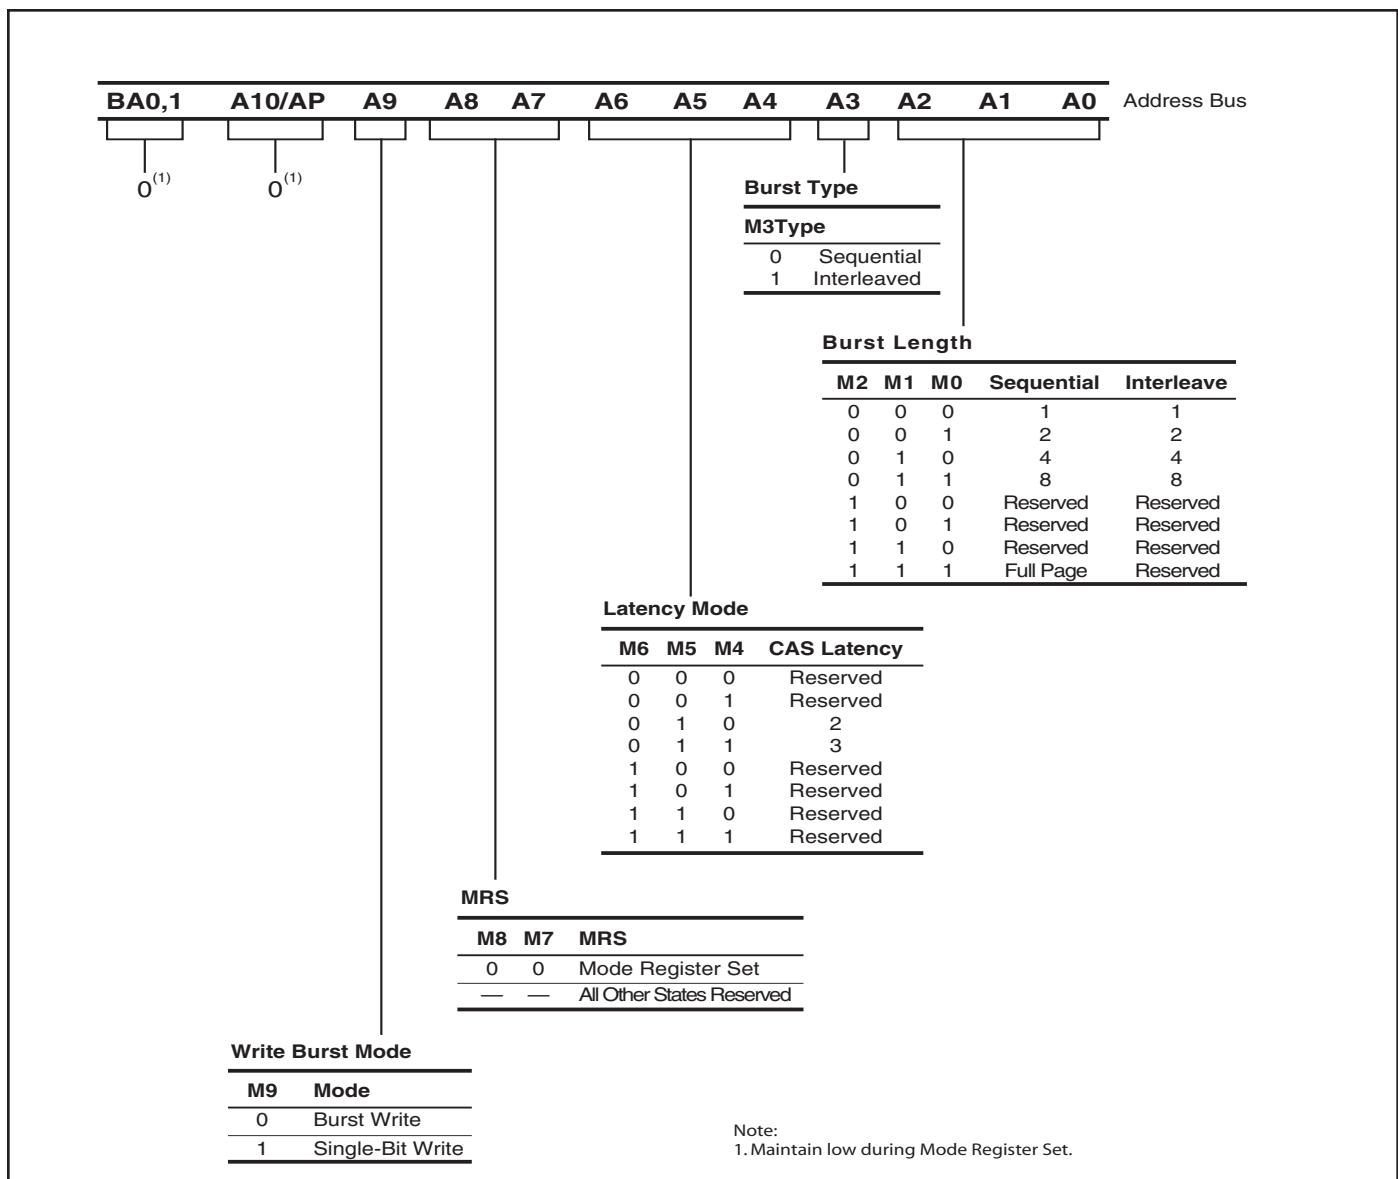 BA0,1 A10/AP A9 A8 A7 A6 A5 A4 A3 A2 A1 A0 Address Bus
0(1) 0(1)
Burst Type
M3Type
0 Sequential
1 Interleaved
Burst Length
M2 M1 M0 Sequential Interleave
0 0 0 1 1
0 0 1 2 2
0 1 0 4 4
0 1 1 8 8
1 0 0 Reserved Reserved
1 0 1 Reserved Reserved
1 1 0 Reserved Reserved
1 1 1 Full Page Reserved
Latency Mode
M6 M5 M4 CAS Latency
0 0 0 Reserved
0 0 1 Reserved
0 1 0 2
0 1 1 3
1 0 0 Reserved
1 0 1 Reserved
1 1 0 Reserved
1 1 1 Reserved
MRS
M8 M7 MRS
0 0 Mode Register Set
— — All Other States Reserved
Write Burst Mode
M9 Mode
0 Burst Write
1 Single-Bit Write
Note:
1. Maintain low during Mode Register Set.